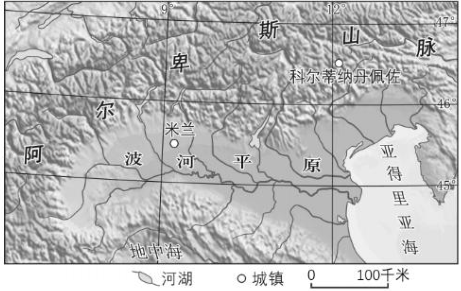 9° 12°
47°
阿尔卑斯山脉
科尔蒂纳丹佩佐
46°
米兰
波河平原
亚得里亚海
45°
地中海
河湖 城镇 0 100千米